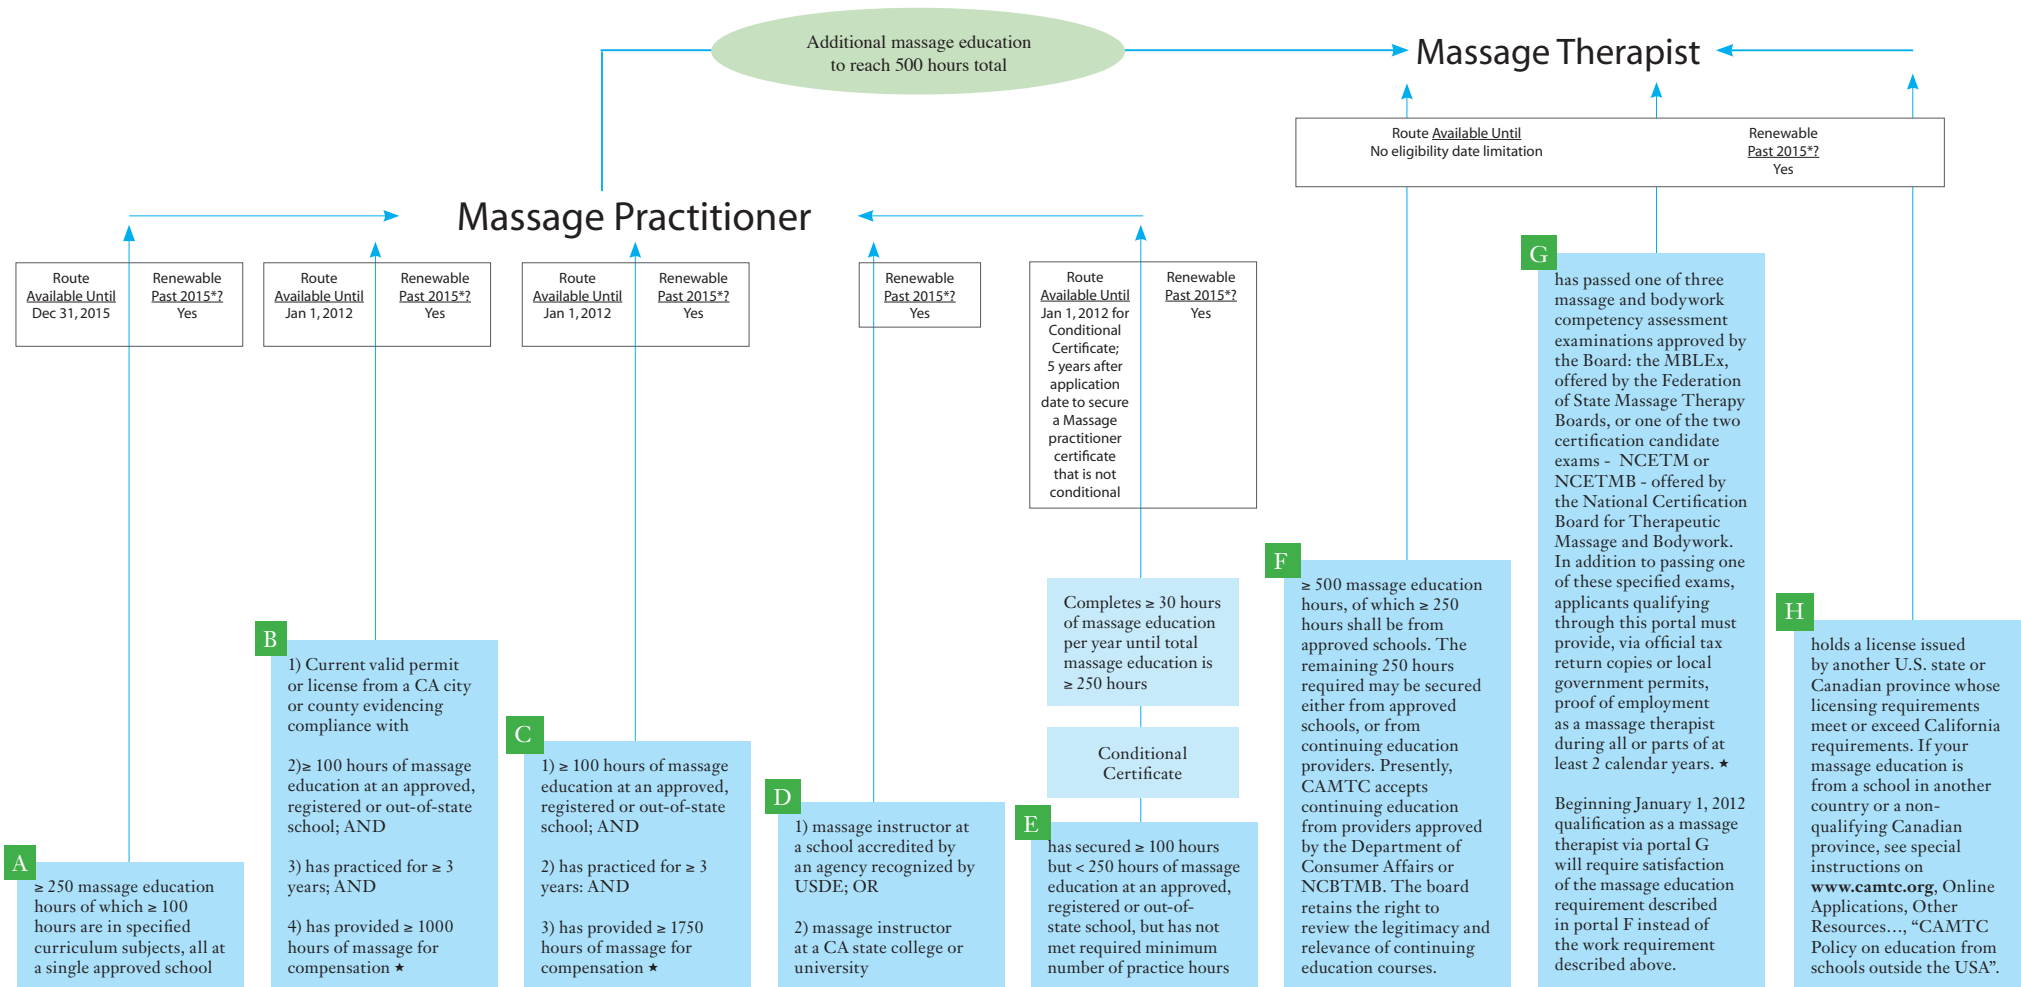 Additional massage education
to reach 500 hours total
Massage Therapist
Route Available Until
No eligibility date limitation
Renewable
Past 2015*?
Yes
Massage Practitioner
Route
Available Until
Dec 31, 2015
Renewable
Past 2015*?
Yes
Route
Available Until
Jan 1, 2012
Renewable
Past 2015*?
Yes
Route
Available Until
Jan 1, 2012
Renewable
Past 2015*?
Yes
Renewable
Past 2015*?
Yes
Route
Available Until
Jan 1, 2012 for
Conditional
Certificate;
5 years after
application
date to secure
a Massage
practitioner
certificate
that is not
conditional
Renewable
Past 2015*?
Yes
A
≥ 250 massage education
hours of which ≥ 100
hours are in specified
curriculum subjects, all at
a single approved school
B
1) Current valid permit
or license from a CA city
or county evidencing
compliance with
2)≥ 100 hours of massage
education at an approved,
registered or out-of-state
school; AND
3) has practiced for ≥ 3
years; AND
4) has provided ≥ 1000
hours of massage for
compensation ★
C
1) ≥ 100 hours of massage
education at an approved,
registered or out-of-state
school; AND
2) has practiced for ≥ 3
years: AND
3) has provided ≥ 1750
hours of massage for
compensation ★
D
1) massage instructor at
a school accredited by
an agency recognized by
USDE; OR
2) massage instructor
at a CA state college or
university
Completes ≥ 30 hours
of massage education
per year until total
massage education is
≥ 250 hours
Conditional
Certificate
E
has secured ≥ 100 hours
but < 250 hours of massage
education at an approved,
registered or out-of-
state school, but has not
met required minimum
number of practice hours
F
≥ 500 massage education
hours, of which ≥ 250
hours shall be from
approved schools. The
remaining 250 hours
required may be secured
either from approved
schools, or from
continuing education
providers. Presently,
CAMTC accepts
continuing education
from providers approved
by the Department of
Consumer Affairs or
NCBTMB. The board
retains the right to
review the legitimacy and
relevance of continuing
education courses.
G
has passed one of three
massage and bodywork
competency assessment
examinations approved by
the Board: the MBLEx,
offered by the Federation
of State Massage Therapy
Boards, or one of the two
certification candidate
exams - NCETM or
NCETMB - offered by
the National Certification
Board for Therapeutic
Massage and Bodywork.
In addition to passing one
of these specified exams,
applicants qualifying
through this portal must
provide, via official tax
return copies or local
government permits,
proof of employment
as a massage therapist
during all or parts of at
least 2 calendar years. ★
Beginning January 1, 2012
qualification as a massage
therapist via portal G
will require satisfaction
of the massage education
requirement described
in portal F instead of
the work requirement
described above.
H
holds a license issued
by another U.S. state or
Canadian province whose
licensing requirements
meet or exceed California
requirements. If your
massage education is
from a school in another
country or a non-
qualifying Canadian
province, see special
instructions on
www.camtc.org, Online
Applications, Other
Resources…, “CAMTC
Policy on education from
schools outside the USA”.